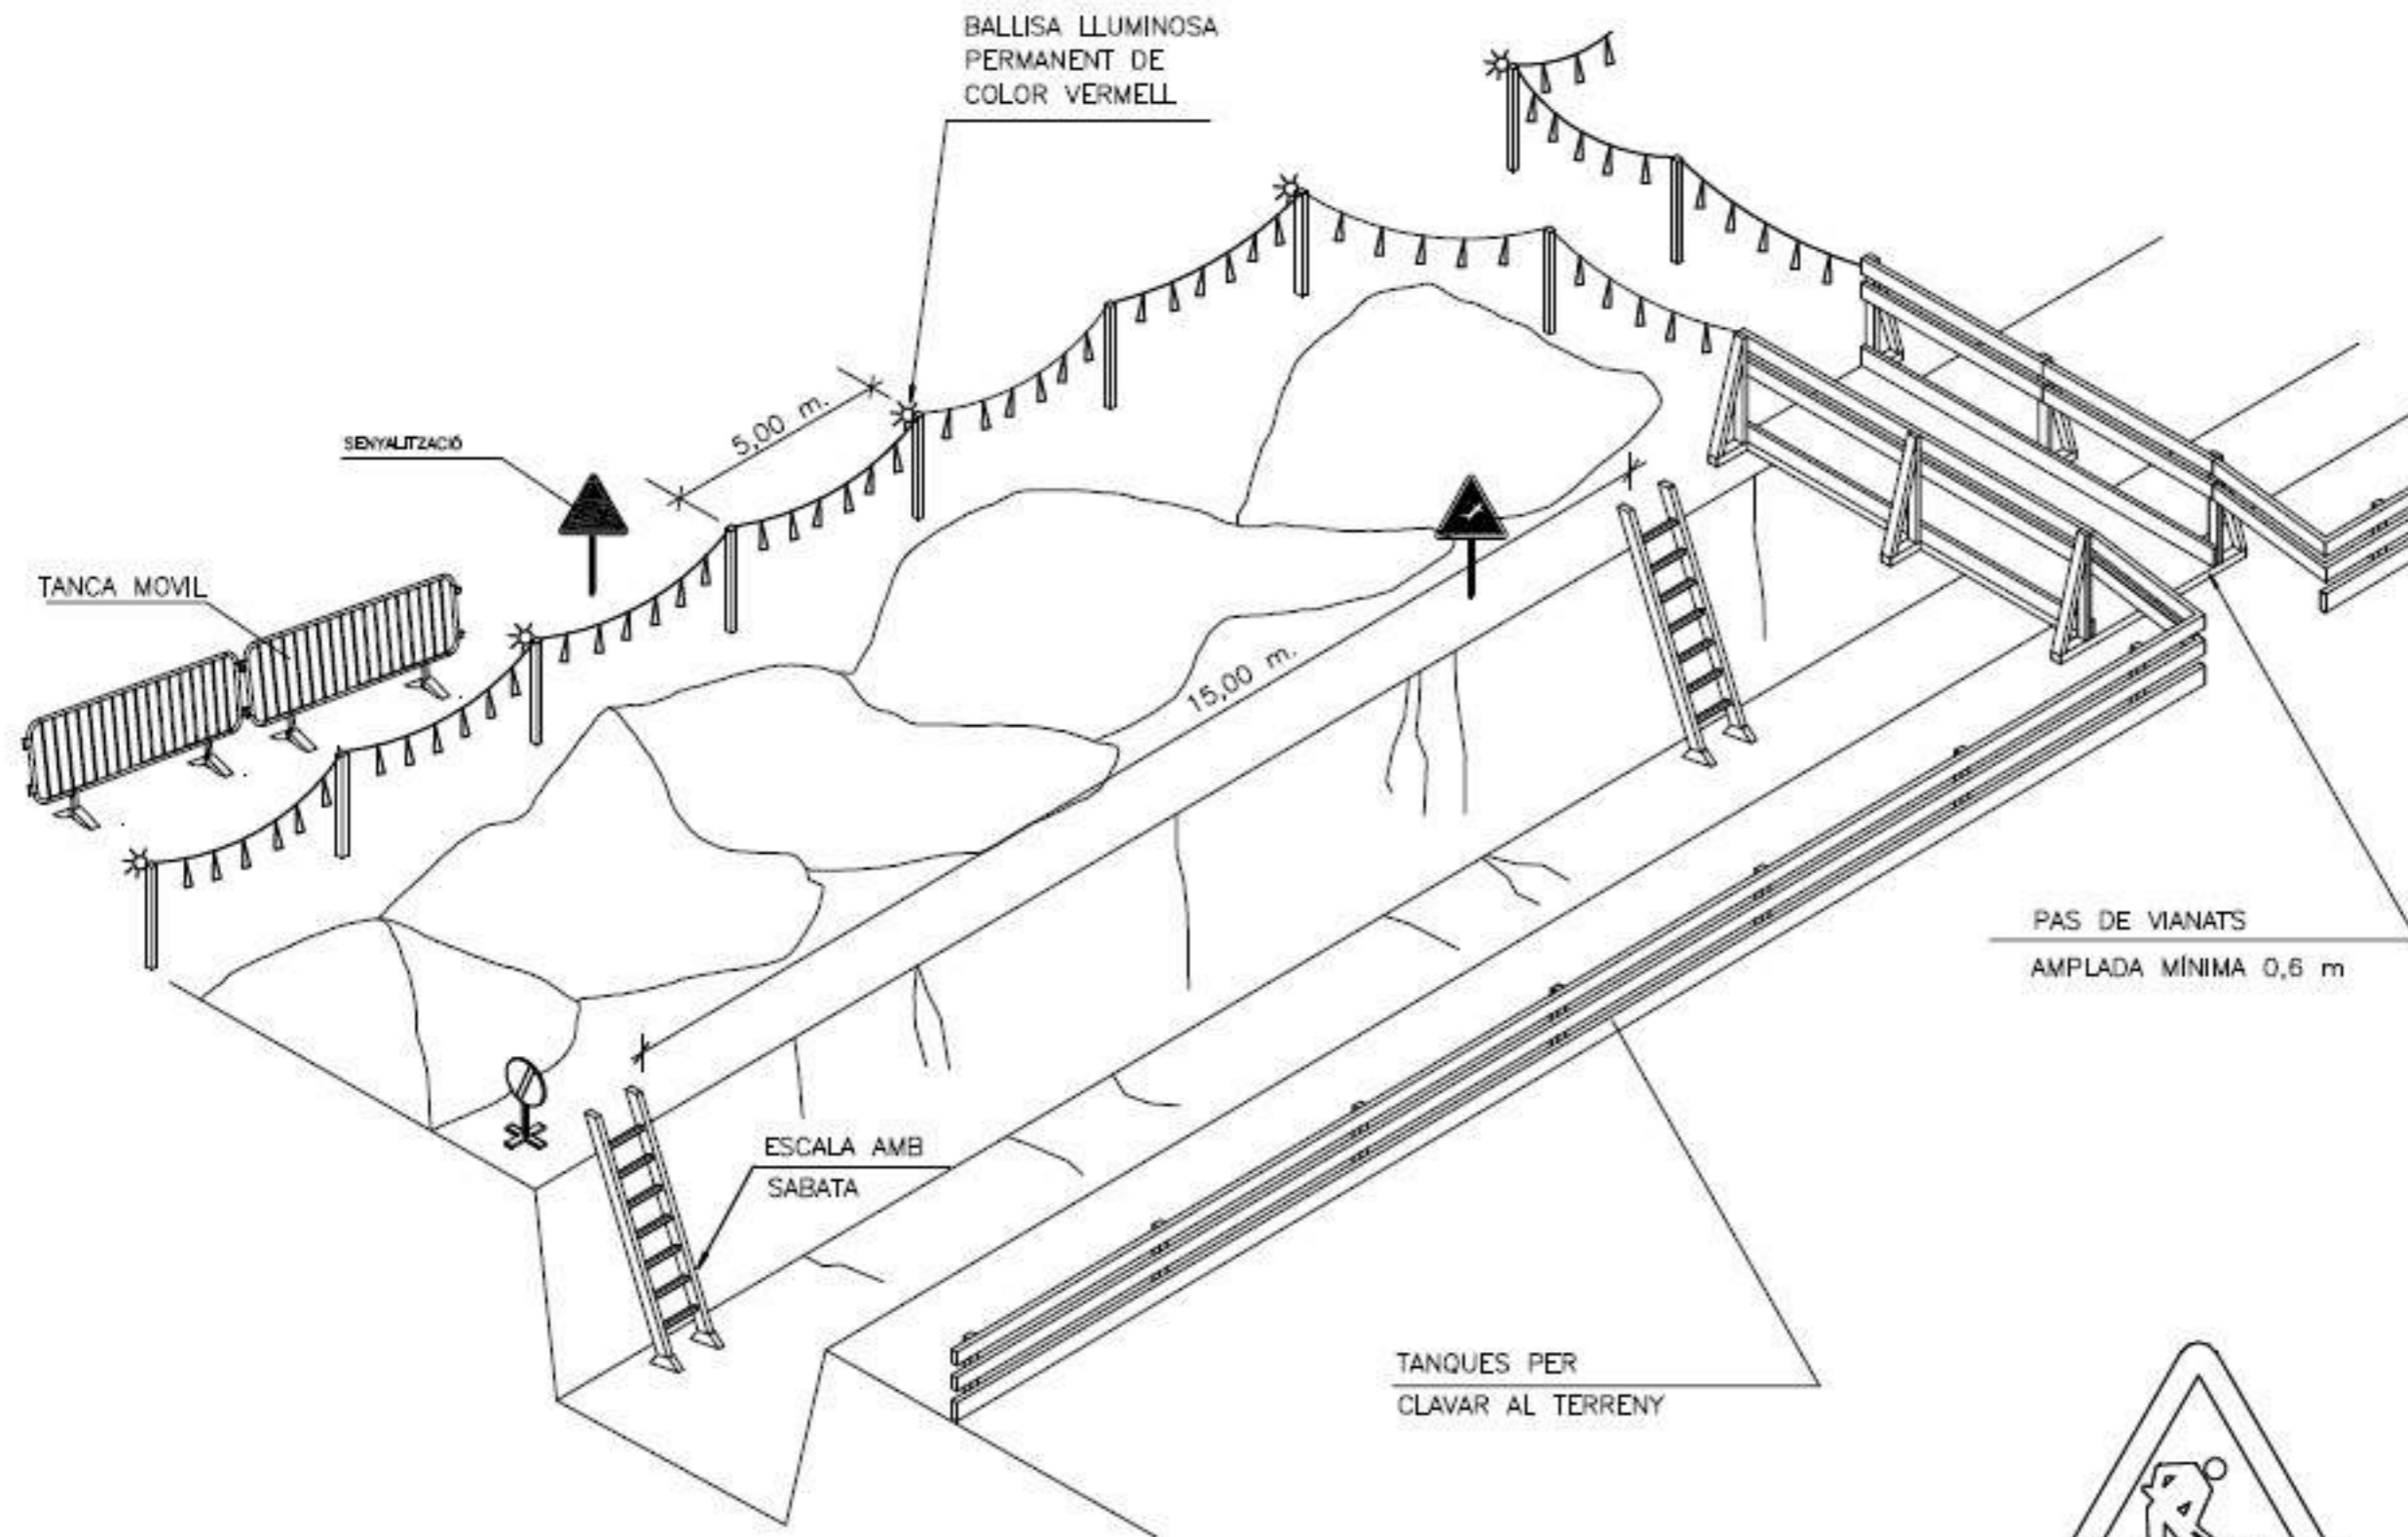 BALLISA LLUMINOSA
PERMANENT DE
COLOR VERMELL
5,00 m.
SENYALITZACIÓ
TANCA MOVIL
15,00 m.
PAS DE VIANATS
AMPLADA MÍNIMA 0,6 m
ESCALA AMB
SABATA
TANQUES PER
CLAVAR AL TERRENY